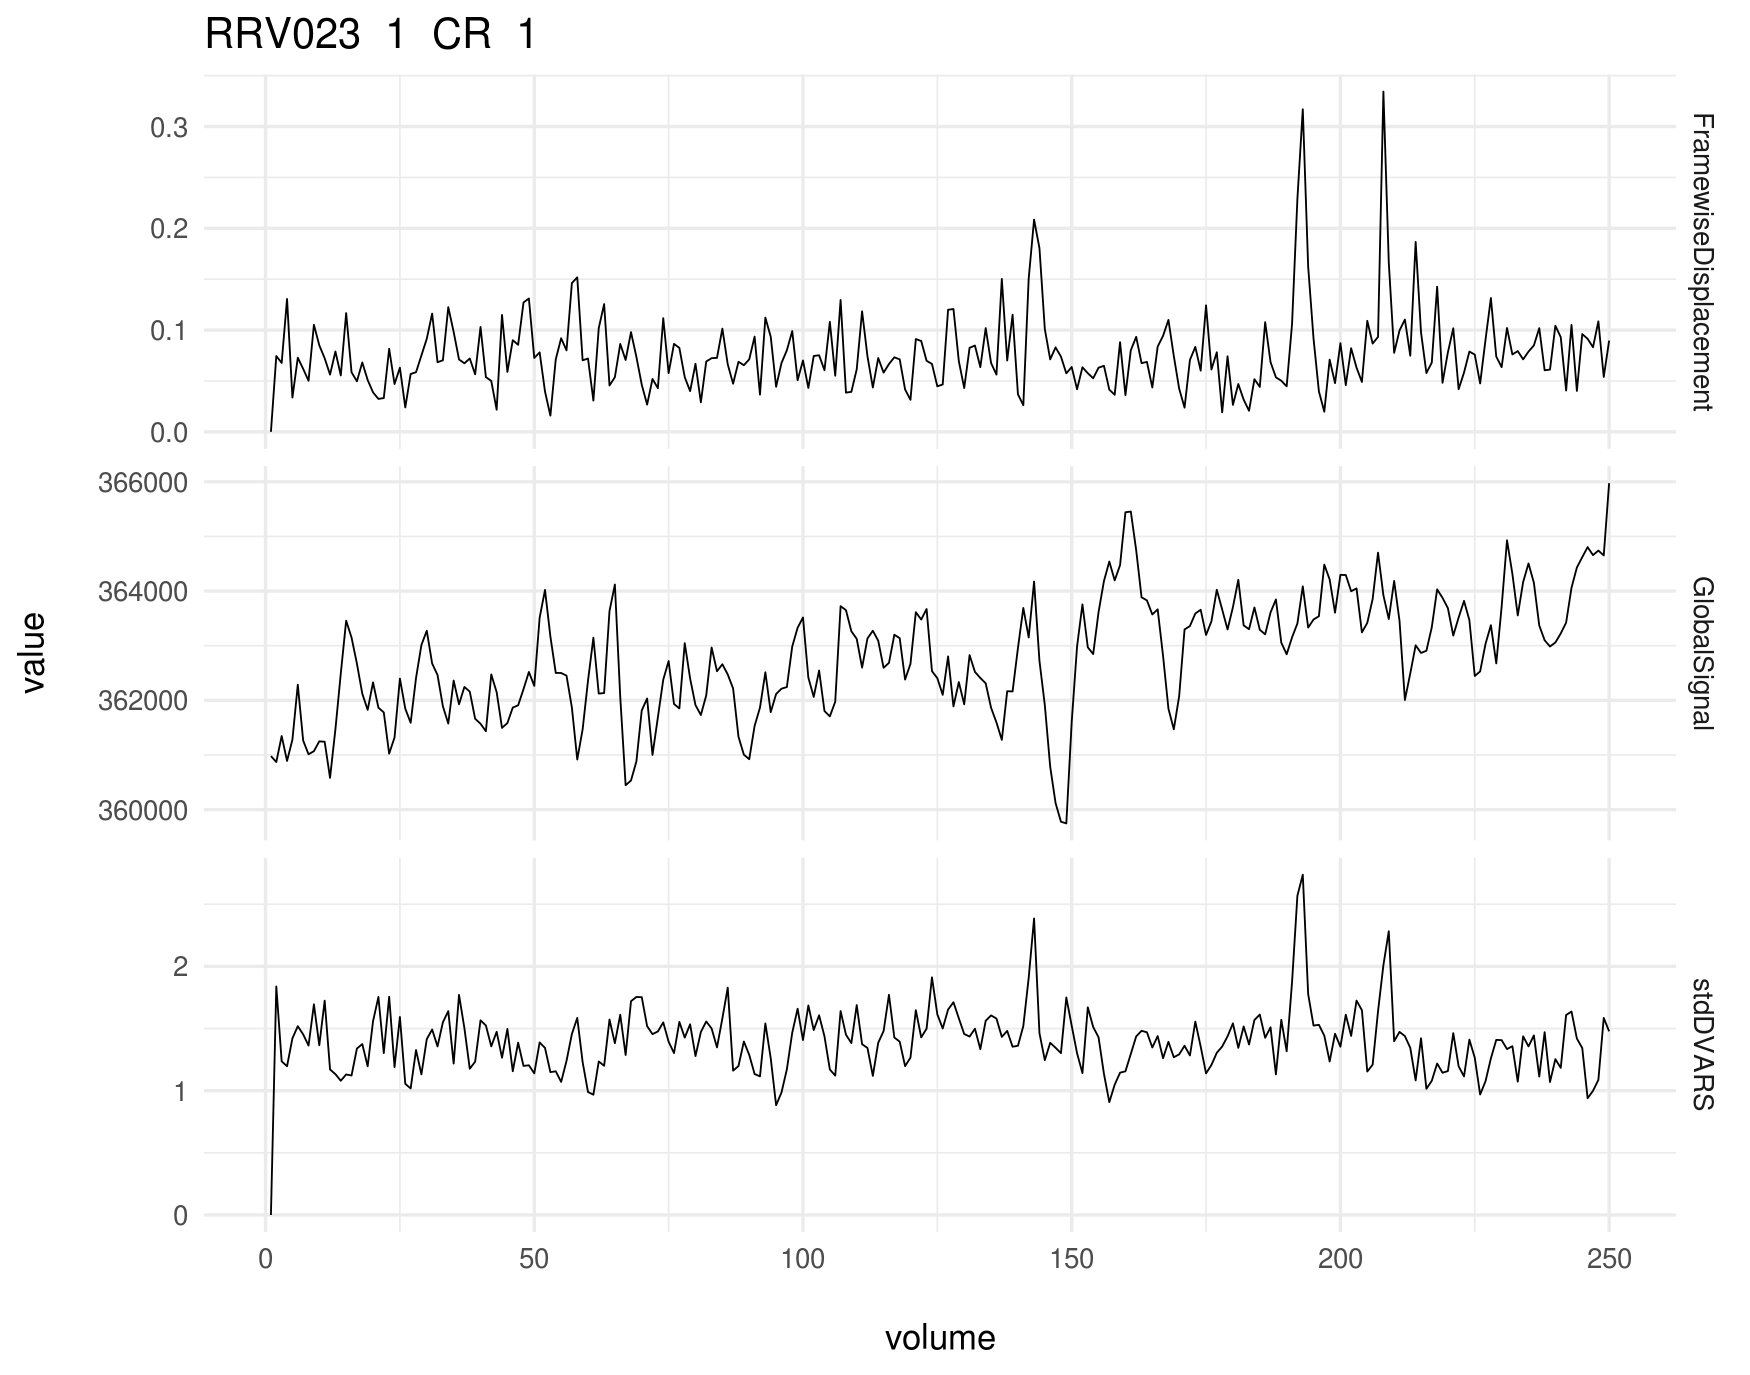 RRV023 1 CR 1
0.3
0.2
0.1
0.0
FramewiseDisplacement
366000
364000
362000
360000
GlobalSignal
2
1
0
stdDVARS
value
0 50 100 150 200 250
volume